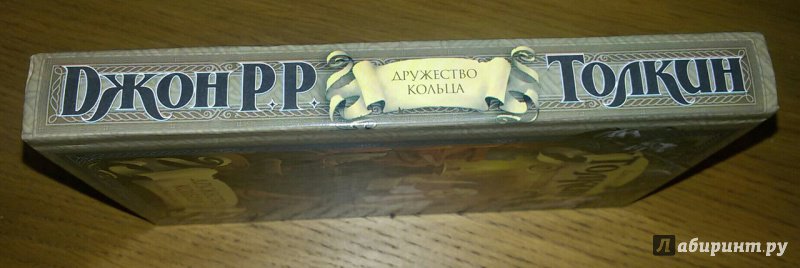 Джон Р.Р.
ДРУЖЕСТВО
КОЛЬЦА
Толкин
Лабиринт.ру